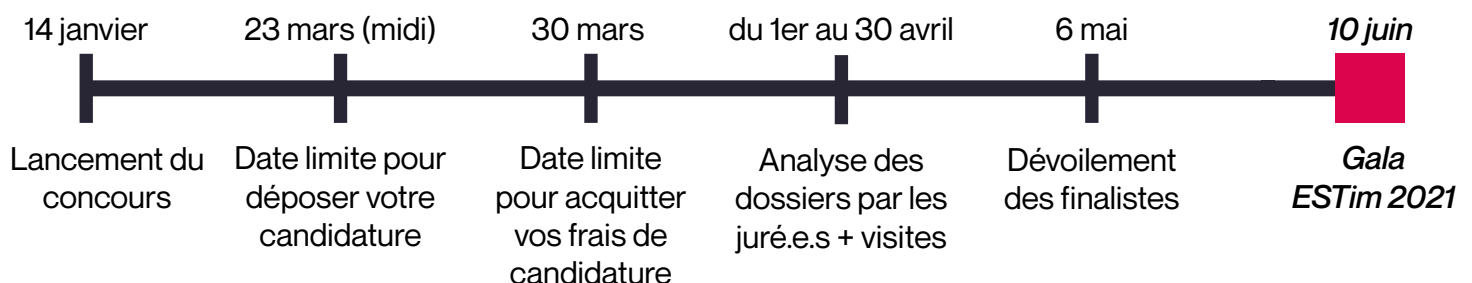 14 janvier
23 mars (midi)
30 mars
du 1er au 30 avril
6 mai
10 juin
Lancement du
concours
Date limite pour
déposer votre
candidature
Date limite
pour acquitter
vos frais de
candidature
Analyse des
dossiers par les
juré.e.s + visites
Dévoilement
des finalistes
Gala
ESTim 2021